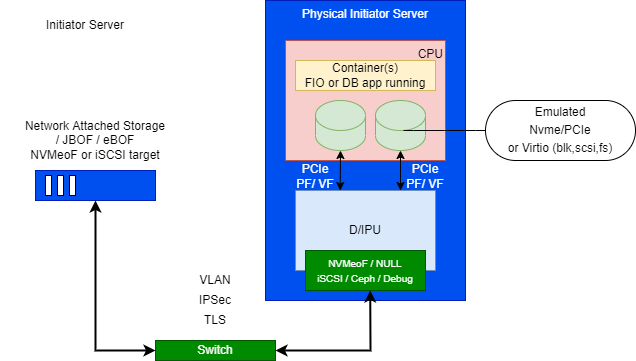 Initiator Server
Physical Initiator Server
CPU
Container(s)
FIO or DB app running
Emulated
Nvme/PCIe
or Virtio (blk,scsi,fs)
Network Attached Storage
/ JBOF / eBOF
NVMeoF or iSCSI target
PCIe
PF/ VF
PCIe
PF/ VF
D/IPU
NVMeoF / NULL
iSCSI / Ceph / Debug
VLAN
IPSec
TLS
Switch